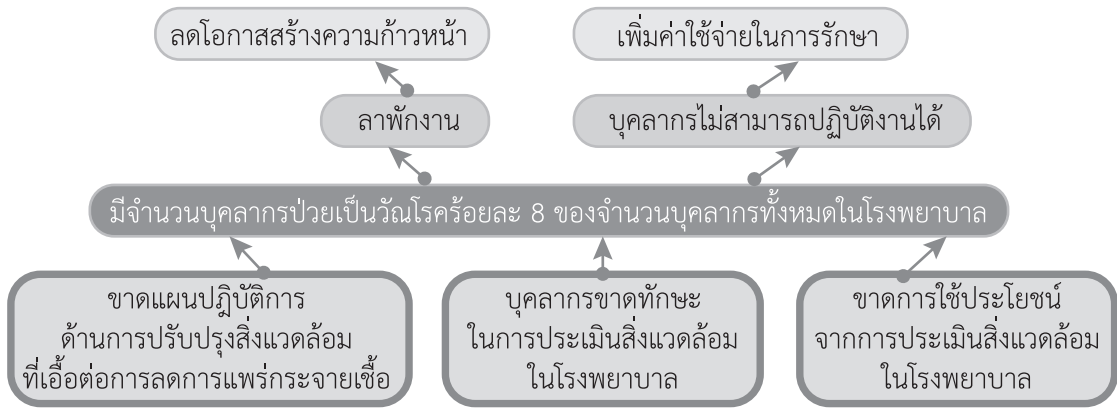 ลดโอกาสสร้างความก้าวหน้า
เพิ่มค่าใช้จ่ายในการรักษา
ลาพักงาน
บุคลากรไม่สามารถปฏิบัติงานได้
มีจำนวนบุคลากรป่วยเป็นวัณโรคร้อยละ 8 ของจำนวนบุคลากรทั้งหมดในโรงพยาบาล
ขาดแผนปฎิบัติการ
ด้านการปรับปรุงสิ่งแวดล้อม
ที่เอื้อต่อการลดการแพร่กระจายเชื้อ
บุคลากรขาดทักษะ
ในการประเมินสิ่งแวดล้อม
ในโรงพยาบาล
ขาดการใช้ประโยชน์
จากการประเมินสิ่งแวดล้อม
ในโรงพยาบาล